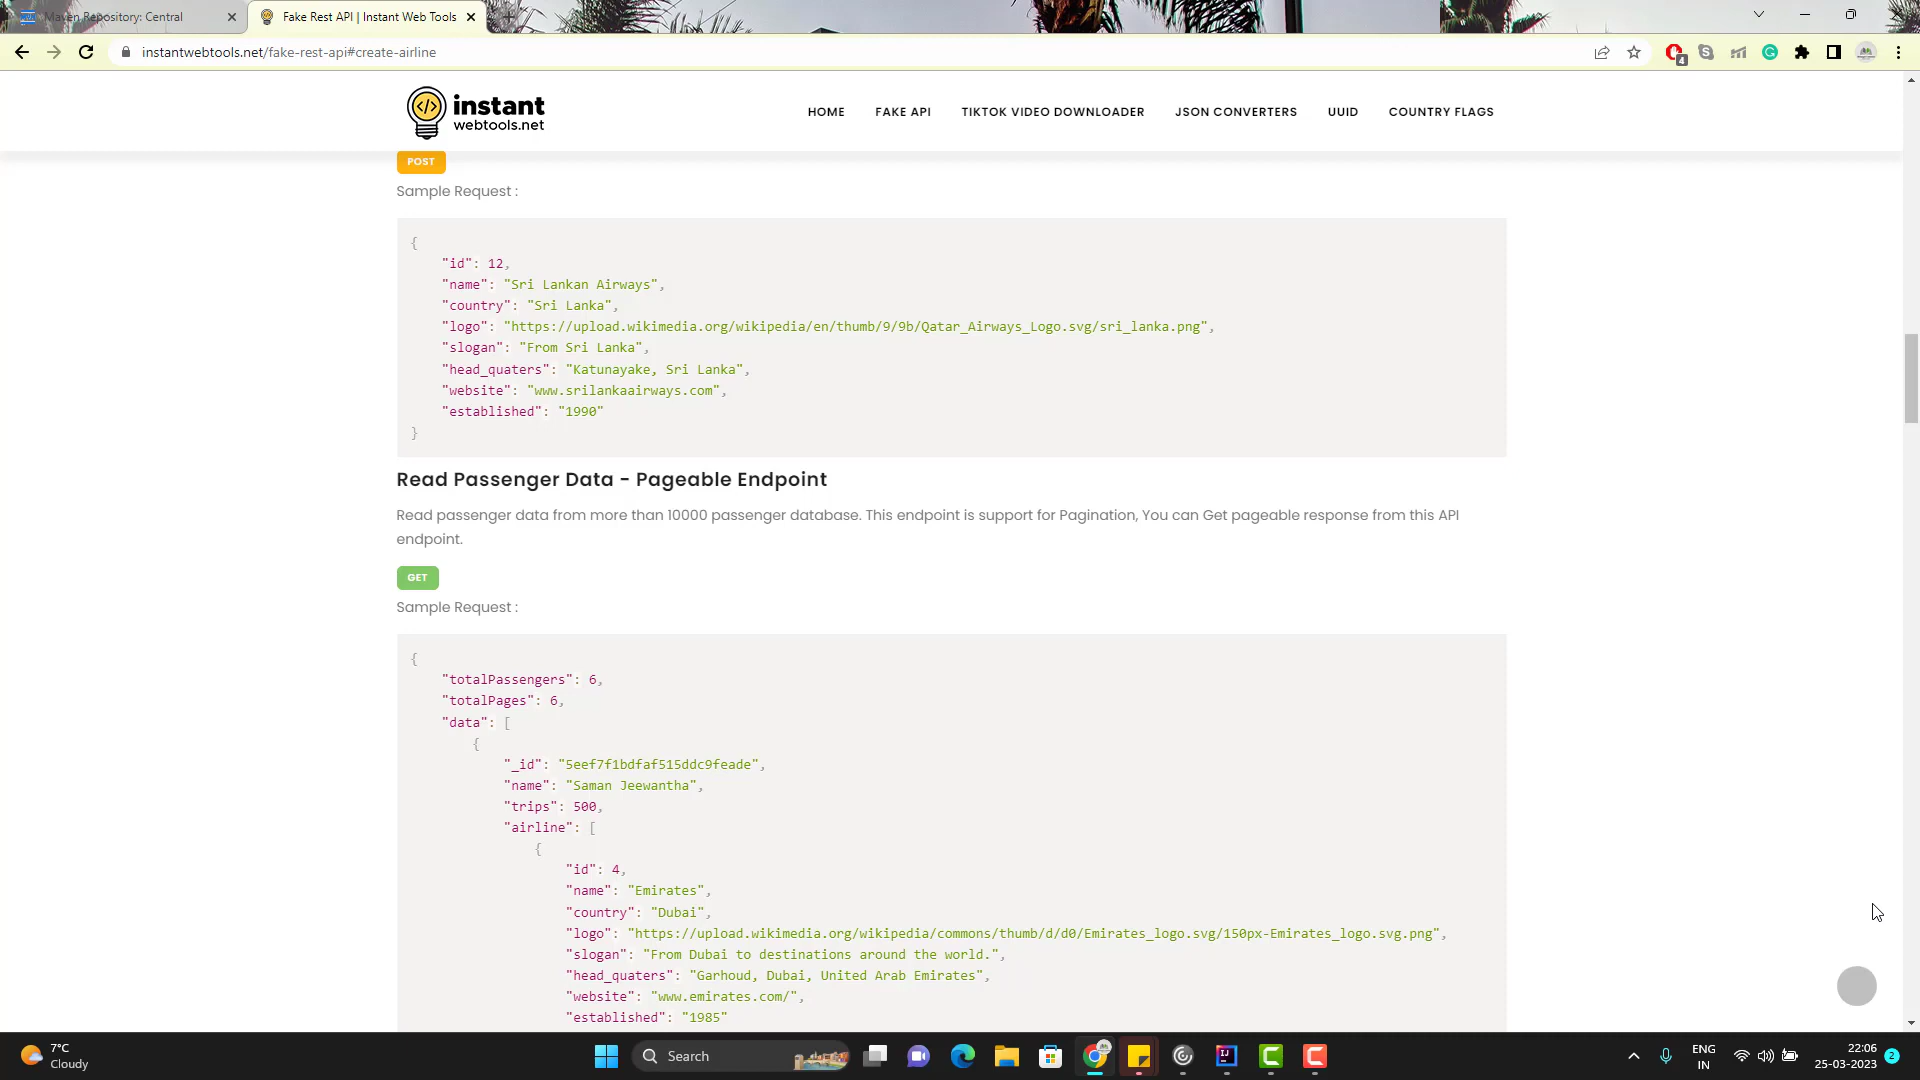 Maven Repository: Central
Fake Rest API | Instant Web Tools
instantwebtools.net/fake-rest-api#create-airline
4
instant
webtools.net
HOME
FAKE API
TIKTOK VIDEO DOWNLOADER
JSON CONVERTERS
UUID
COUNTRY FLAGS
POST
Sample Request :
{
"id": 12,
"name": "Sri Lankan Airways",
"country": "Sri Lanka",
"logo": "https://upload.wikimedia.org/wikipedia/en/thumb/9/9b/Qatar_Airways_Logo.svg/sri_lanka.png",
"slogan": "From Sri Lanka",
"head_quaters": "Katunayake, Sri Lanka",
"website": "www.srilankaairways.com",
"established": "1990"
}
Read Passenger Data - Pageable Endpoint
Read passenger data from more than 10000 passenger database. This endpoint is support for Pagination, You can Get pageable response from this API
endpoint.
GET
Sample Request :
{
"totalPassengers": 6,
"totalPages": 6,
"data": [
{
"_id": "5eef7f1bdfaf515ddc9feade",
"name": "Saman Jeewantha",
"trips": 500,
"airline": [
{
"id": 4,
"name": "Emirates",
"country": "Dubai",
"logo": "https://upload.wikimedia.org/wikipedia/commons/thumb/d/d0/Emirates_logo.svg/150px-Emirates_logo.svg.png",
"slogan": "From Dubai to destinations around the world.",
"head_quaters": "Garhoud, Dubai, United Arab Emirates",
"website": "www.emirates.com/",
"established": "1985"
7°C
Cloudy
Search
ENG
IN
22:06
25-03-2023
2